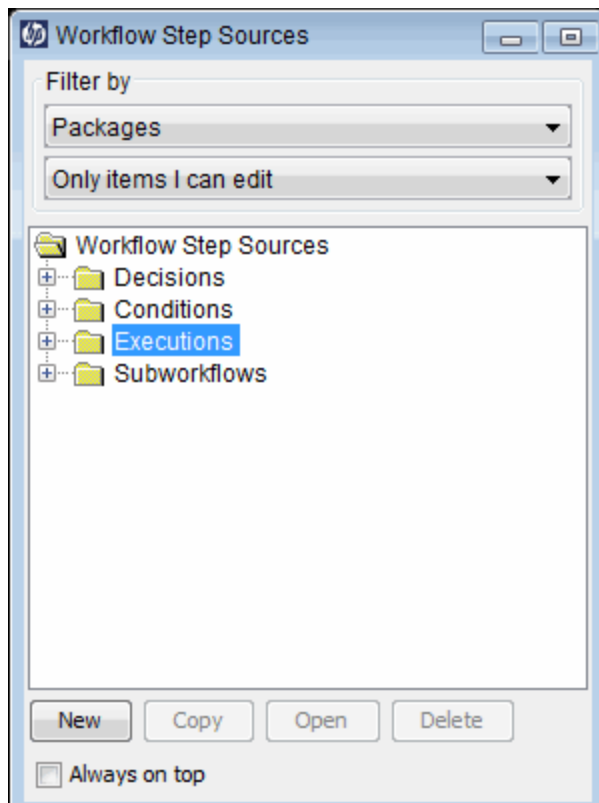 hp Workflow Step Sources
Filter by
Packages
Only items I can edit
Workflow Step Sources
Decisions
Conditions
Executions
Subworkflows
New Copy Open Delete
Always on top